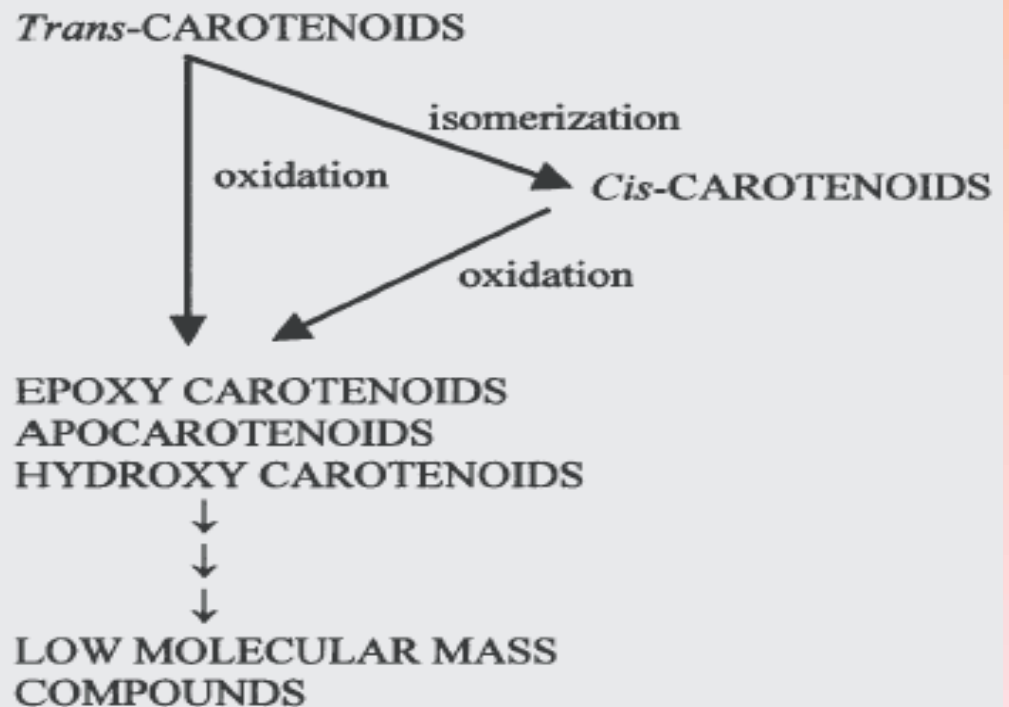 Trans-CAROTENOIDS
isomerization
oxidation
Cis-CAROTENOIDS
oxidation
EPOXY CAROTENOIDS
APOCAROTENOIDS
HYDROXY CAROTENOIDS
↓
↓
↓
LOW MOLECULAR MASS
COMPOUNDS